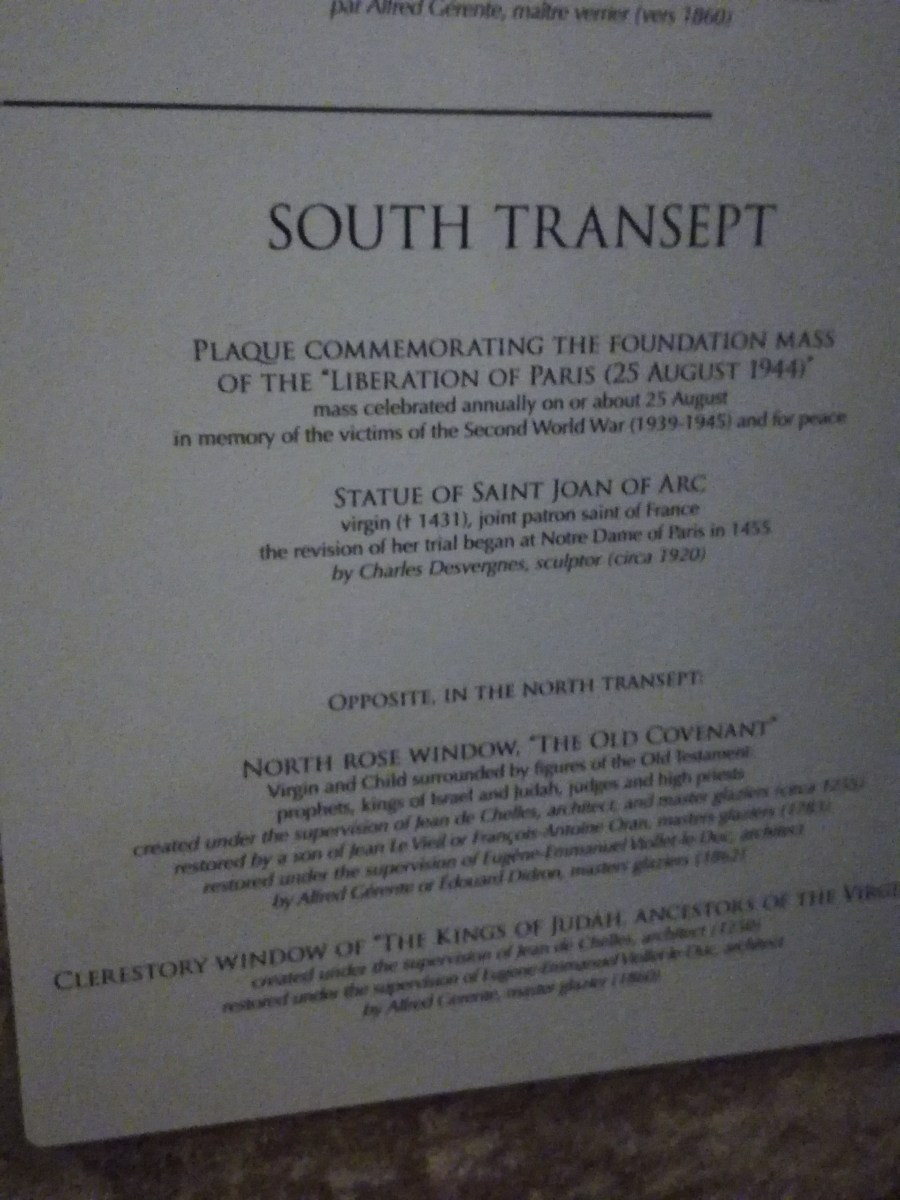 par Alfred Gérente, maître verrier (vers 1860)
SOUTH TRANSEPT
PLAQUE COMMEMORATING THE FOUNDATION MASS
OF THE "LIBERATION OF PARIS (25 AUGUST 1944)"
mass celebrated annually on or about 25 August
in memory of the victims of the Second World War (1939-1945) and for peace
STATUE OF SAINT JOAN OF ARC
virgin († 1431), joint patron saint of France
the revision of her trial began at Notre Dame of Paris in 1455
by Charles Desvergnes, sculptor (circa 1920)
OPPOSITE, IN THE NORTH TRANSEPT:
NORTH ROSE WINDOW, "THE OLD COVENANT"
Virgin and Child surrounded by figures of the Old Testament:
prophets, kings of Israel and Judah, judges and high priests
created under the supervision of Jean de Chelles, architect, and master glaziers (circa 1255)
restored by a son of Jean Le Vieil or François-Antoine Oran, masters glaziers (1783)
restored under the supervision of Eugène-Emmanuel Viollet-le-Duc, architect
by Alfred Gérente or Édouard Didron, masters glaziers (1862)
CLERESTORY WINDOW OF "THE KINGS OF JUDAH, ANCESTORS OF THE
created under the supervision of Jean de Chelles, architect (1250)
restored under the supervision of Eugène-Emmanuel Viollet-le-Duc, architect
by Alfred Gérente, master glazier (1860)